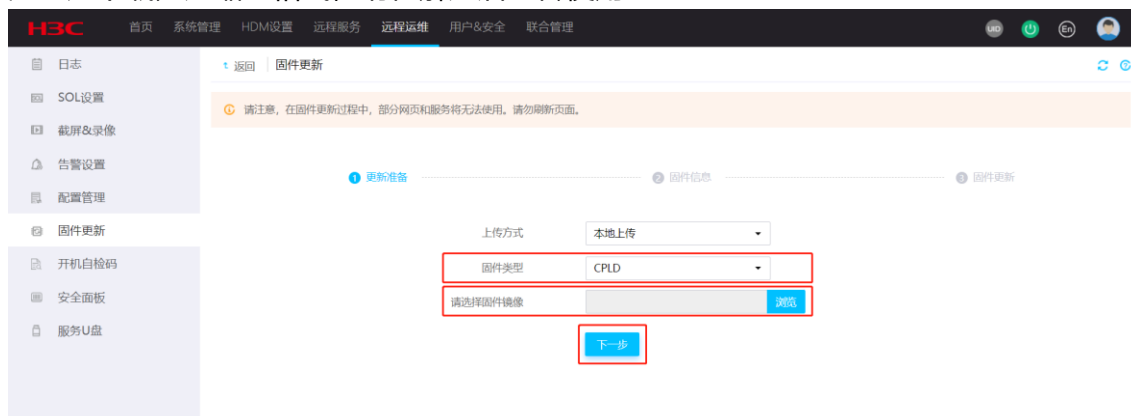 H3C 首页 系统管理 HDM设置 远程服务 远程运维 用户&安全 联合管理 UID En
日志
返回 固件更新
SOL设置
请注意，在固件更新过程中，部分网页和服务将无法使用。请勿刷新页面。
截屏&录像
告警设置
1 更新准备 2 固件信息 3 固件更新
配置管理
固件更新
上传方式 本地上传
开机自检码
固件类型 CPLD
安全面板
请选择固件镜像 浏览
服务U盘
下一步